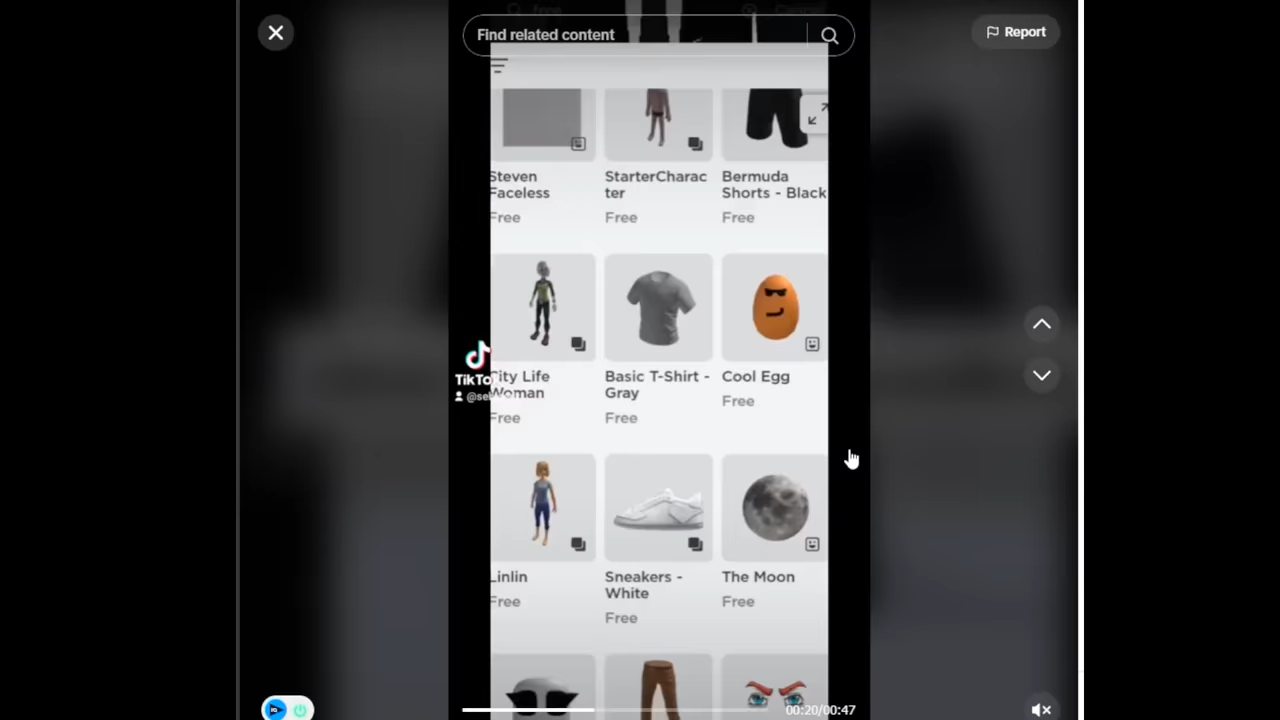 Find related content
Report
Steven
Faceless
Free
StarterCharac
ter
Free
Bermuda
Shorts - Black
Free
City Life
Woman
Free
Basic T-Shirt -
Gray
Free
Cool Egg
Free
Linlin
Free
Sneakers -
White
Free
The Moon
Free
00:20/00:47